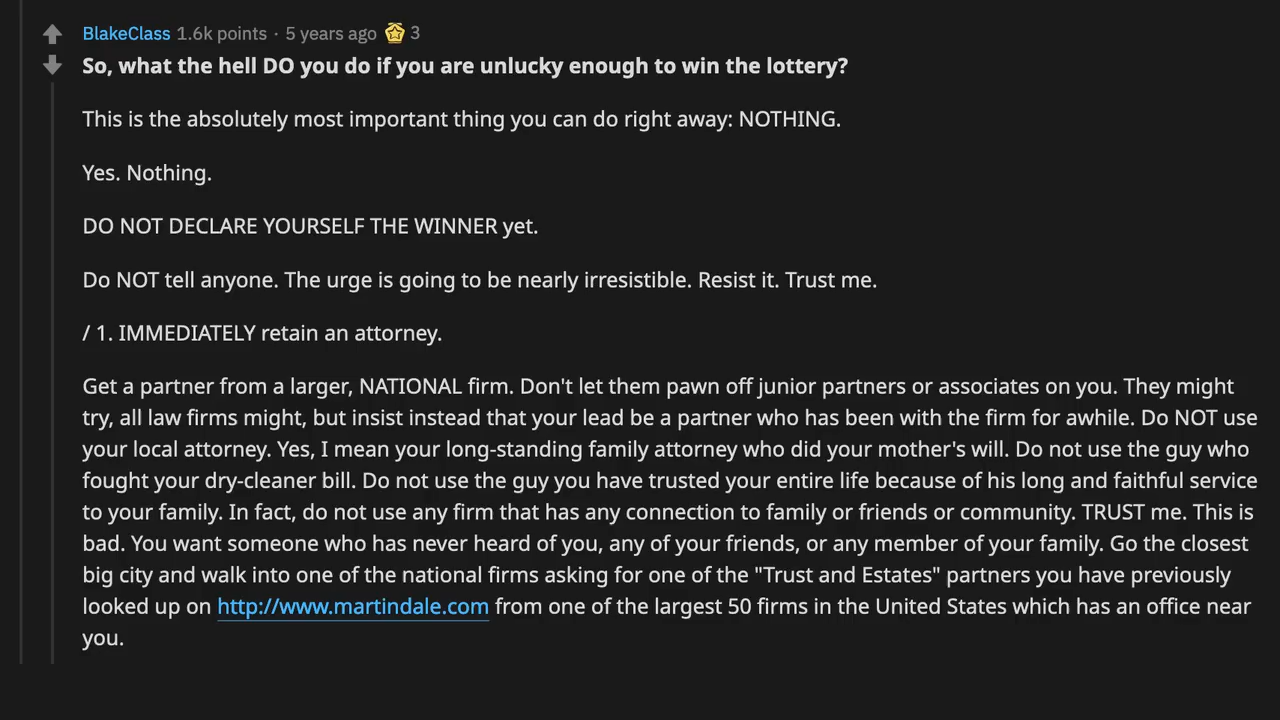 BlakeClass 1.6k points · 5 years ago 3
So, what the hell DO you do if you are unlucky enough to win the lottery?
This is the absolutely most important thing you can do right away: NOTHING.
Yes. Nothing.
DO NOT DECLARE YOURSELF THE WINNER yet.
Do NOT tell anyone. The urge is going to be nearly irresistible. Resist it. Trust me.
/ 1. IMMEDIATELY retain an attorney.
Get a partner from a larger, NATIONAL firm. Don't let them pawn off junior partners or associates on you. They might
try, all law firms might, but insist instead that your lead be a partner who has been with the firm for awhile. Do NOT use
your local attorney. Yes, I mean your long-standing family attorney who did your mother's will. Do not use the guy who
fought your dry-cleaner bill. Do not use the guy you have trusted your entire life because of his long and faithful service
to your family. In fact, do not use any firm that has any connection to family or friends or community. TRUST me. This is
bad. You want someone who has never heard of you, any of your friends, or any member of your family. Go the closest
big city and walk into one of the national firms asking for one of the "Trust and Estates" partners you have previously
looked up on http://www.martindale.com from one of the largest 50 firms in the United States which has an office near
you.